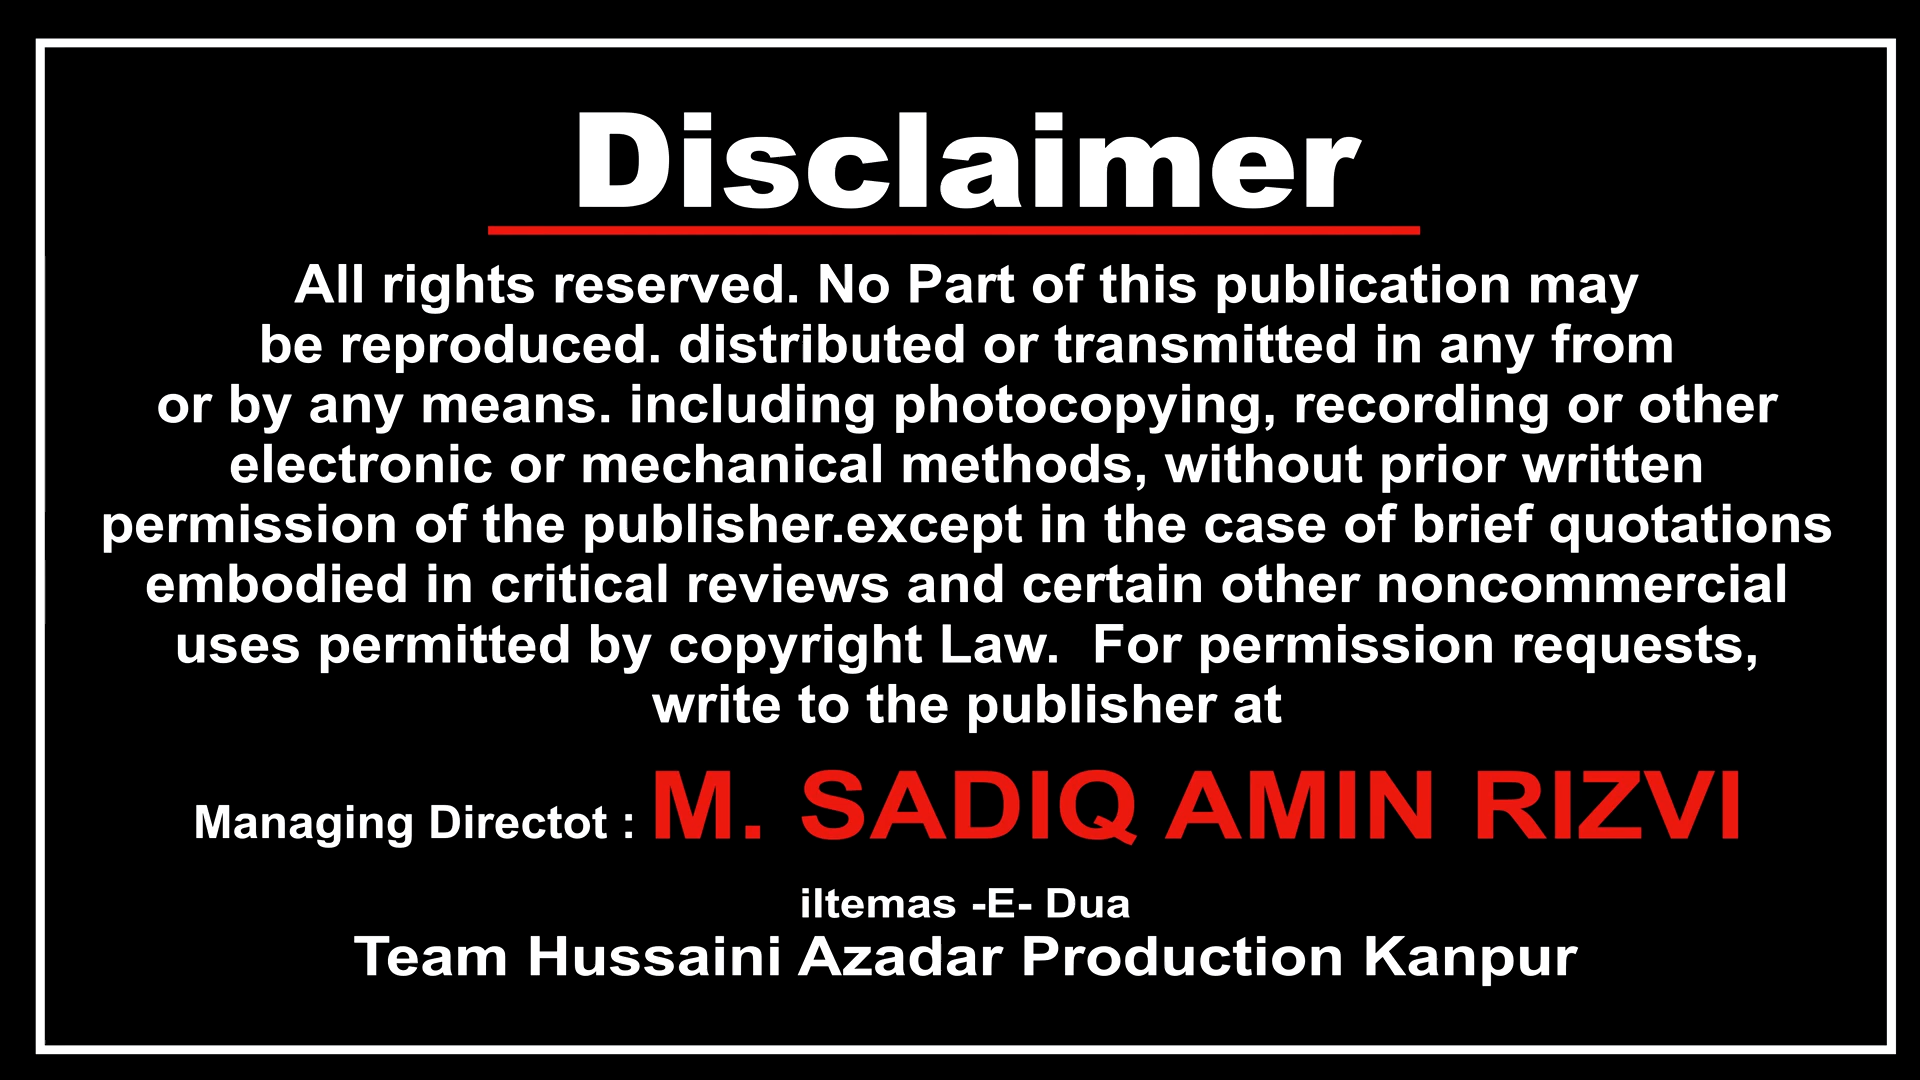 Disclaimer
All rights reserved. No Part of this publication may
be reproduced. distributed or transmitted in any from
or by any means. including photocopying, recording or other
electronic or mechanical methods, without prior written
permission of the publisher.except in the case of brief quotations
embodied in critical reviews and certain other noncommercial
uses permitted by copyright Law.  For permission requests,
write to the publisher at
Managing Directot : M. SADIQ AMIN RIZVI
iltemas -E- Dua
Team Hussaini Azadar Production Kanpur